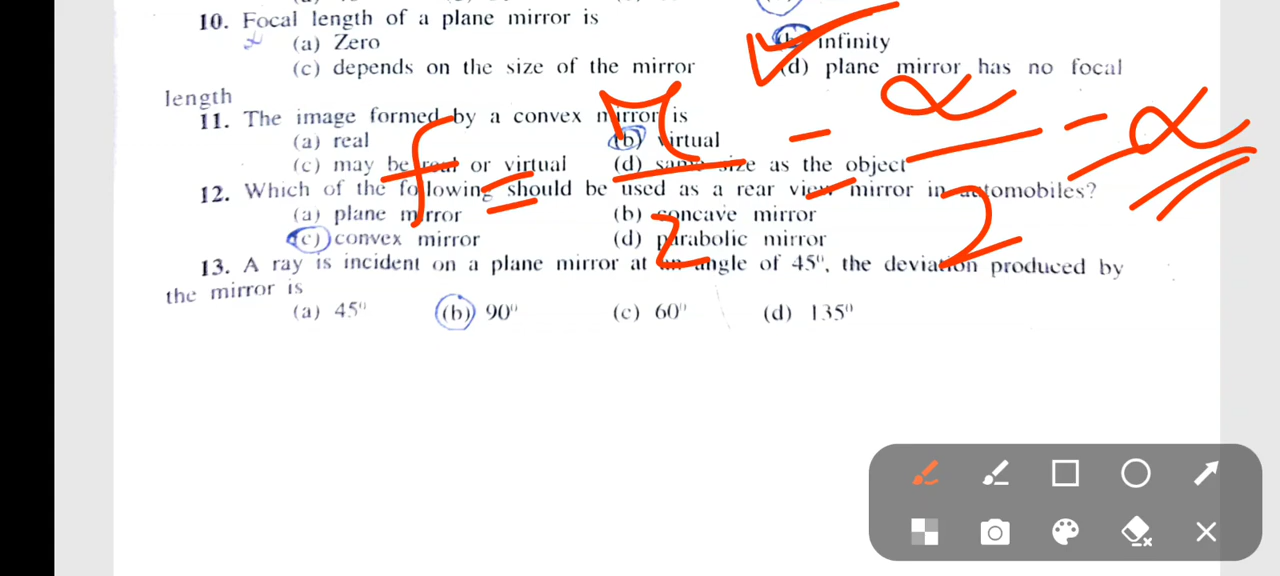 10. Focal length of a plane mirror is
(a) Zero (b) infinity
(c) depends on the size of the mirror (d) plane mirror has no focal
length
11. The image formed by a convex mirror is
(a) real (b) virtual
(c) may be real or virtual (d) same size as the object
12. Which of the following should be used as a rear view mirror in automobiles?
(a) plane mirror (b) concave mirror
(c) convex mirror (d) parabolic mirror
13. A ray is incident on a plane mirror at an angle of 45°, the deviation produced by
the mirror is
(a) 45° (b) 90° (c) 60° (d) 135°
f = r/2 = α/2 = α